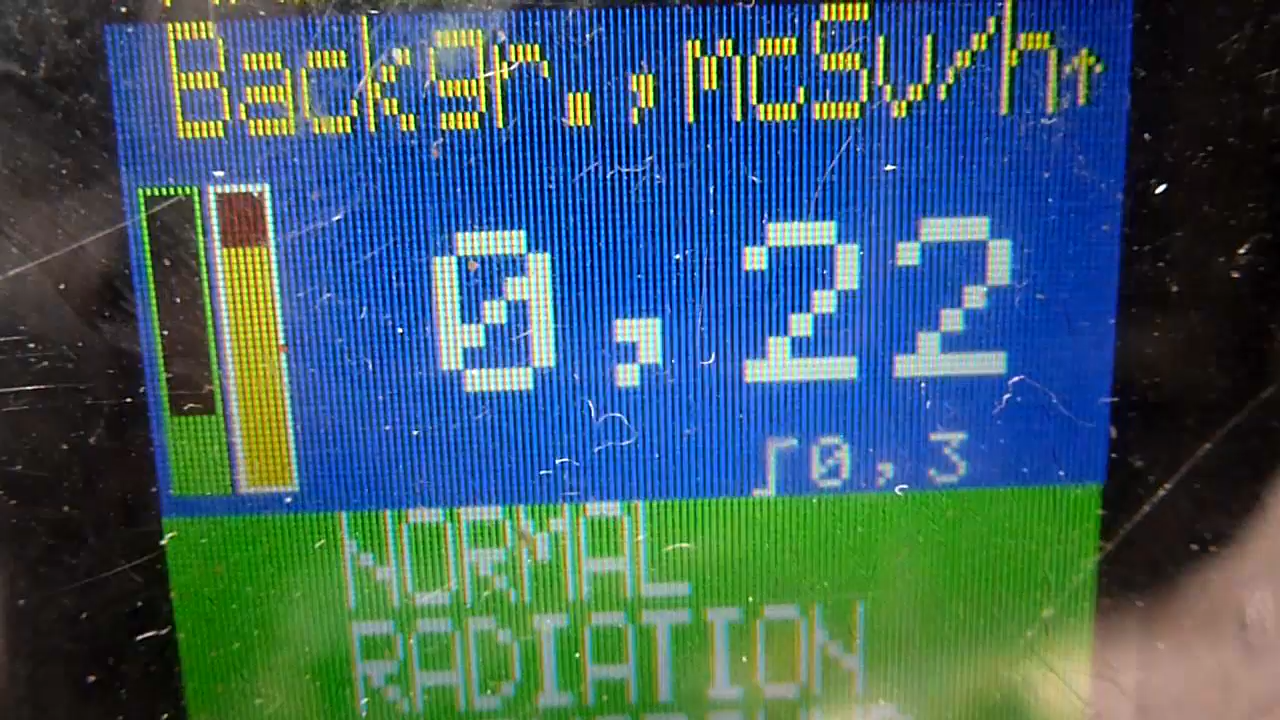 Backgr.,mcSv/h↑
0,22
⌠0,3
NORMAL
RADIATION